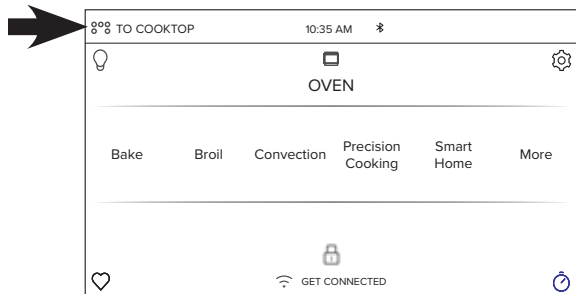 TO COOKTOP 10:35 AM
OVEN
Bake Broil Convection Precision Cooking Smart Home More
GET CONNECTED